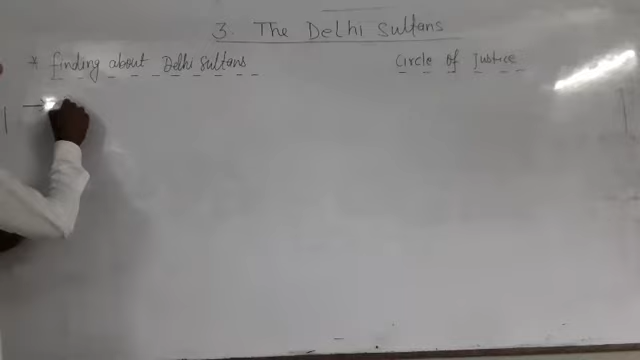 3. The Delhi Sultans
* finding about Delhi Sultans
Circle of Justice
→